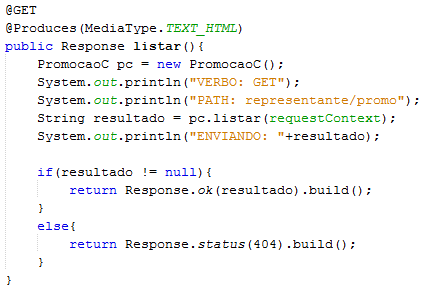 @GET
@Produces(MediaType.TEXT_HTML)
public Response listar(){
    PromocaoC pc = new PromocaoC();
    System.out.println("VERBO: GET");
    System.out.println("PATH: representante/promo");
    String resultado = pc.listar(requestContext);
    System.out.println("ENVIANDO: "+resultado);

    if(resultado != null){
        return Response.ok(resultado).build();
    }
    else{
        return Response.status(404).build();
    }
}